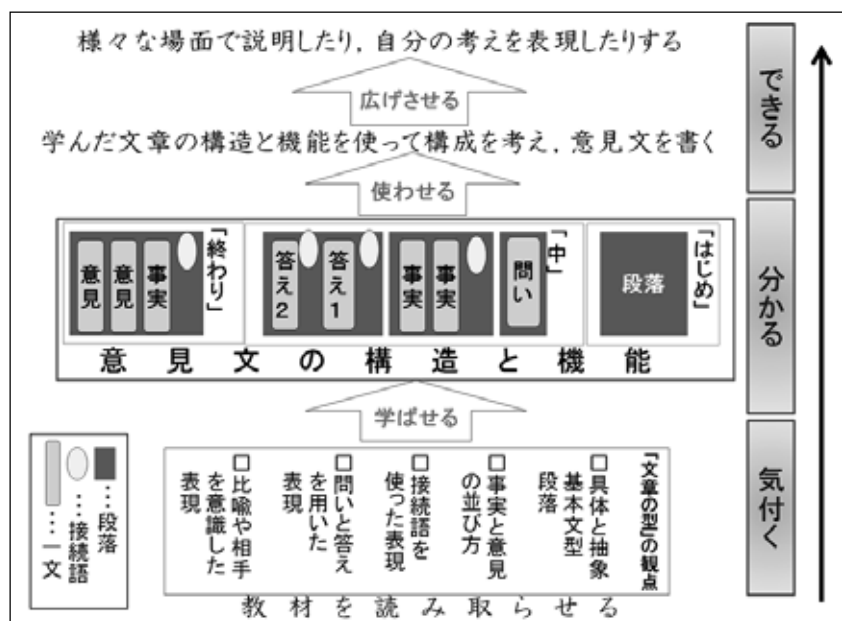 様々な場面で説明したり，自分の考えを表現したりする
広げさせる
学んだ文章の構造と機能を使って構成を考え，意見文を書く
使わせる
「はじめ」
段落
「中」
問い
事実
事実
答え1
答え2
「終わり」
事実
意見
意見
意見文の構造と機能
学ばせる
「文章の型」の観点
□具体と抽象
基本文型
段落
□事実と意見
の並び方
□接続語を
使った表現
□問いと答え
を用いた
表現
□比喩や相手
を意識した
表現
教材を読み取らせる
…段落
…接続語
…一文
できる
分かる
気付く